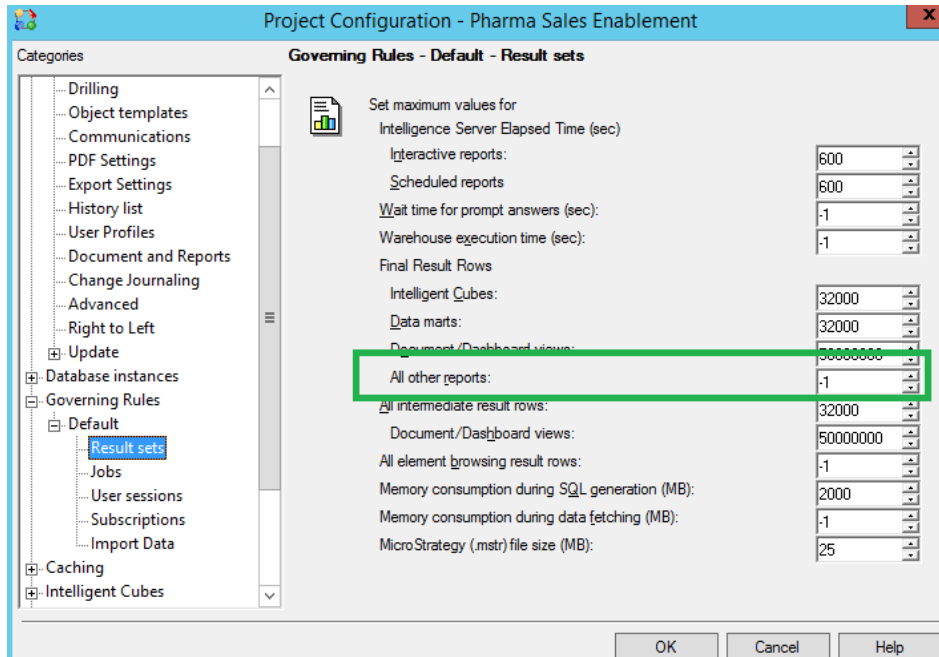 Project Configuration - Pharma Sales Enablement
x
Categories
Drilling
Object templates
Communications
PDF Settings
Export Settings
History list
User Profiles
Document and Reports
Change Journaling
Advanced
Right to Left
Update
Database instances
Governing Rules
Default
Result sets
Jobs
User sessions
Subscriptions
Import Data
Caching
Intelligent Cubes
Governing Rules - Default - Result sets
Set maximum values for
Intelligence Server Elapsed Time (sec)
Interactive reports: 600
Scheduled reports 600
Wait time for prompt answers (sec): -1
Warehouse execution time (sec): -1
Final Result Rows
Intelligent Cubes: 32000
Data marts: 32000
Document/Dashboard views: 50000000
All other reports: -1
All intermediate result rows: 32000
Document/Dashboard views: 50000000
All element browsing result rows: -1
Memory consumption during SQL generation (MB): 2000
Memory consumption during data fetching (MB): -1
MicroStrategy (.mstr) file size (MB): 25
OK Cancel Help